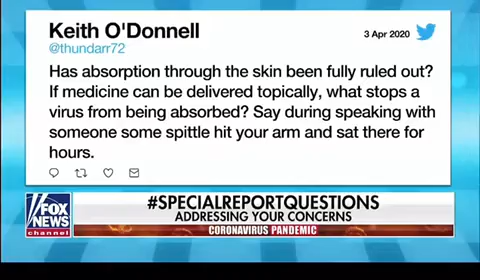 Keith O'Donnell
@thundarr72
3 Apr 2020
Has absorption through the skin been fully ruled out?
If medicine can be delivered topically, what stops a
virus from being absorbed? Say during speaking with
someone some spittle hit your arm and sat there for
hours.
FOX
NEWS
channel
#SPECIALREPORTQUESTIONS
ADDRESSING YOUR CONCERNS
CORONAVIRUS PANDEMIC